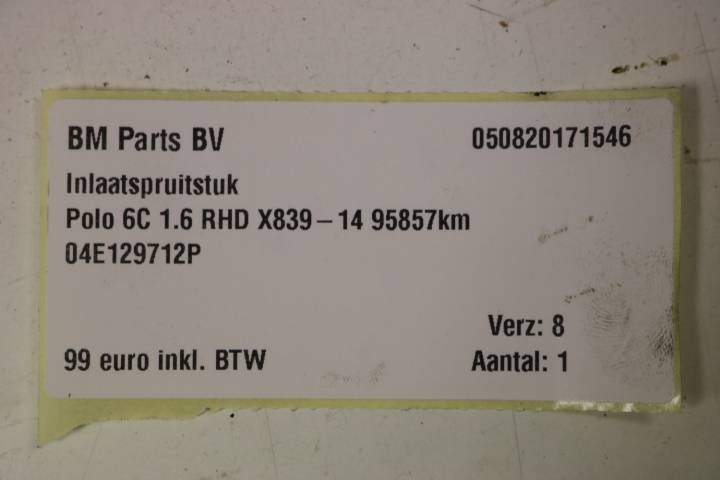 BM Parts BV 050820171546
Inlaatspruitstuk
Polo 6C 1.6 RHD X839-14 95857km
04E129712P
Verz: 8
99 euro inkl. BTW Aantal: 1